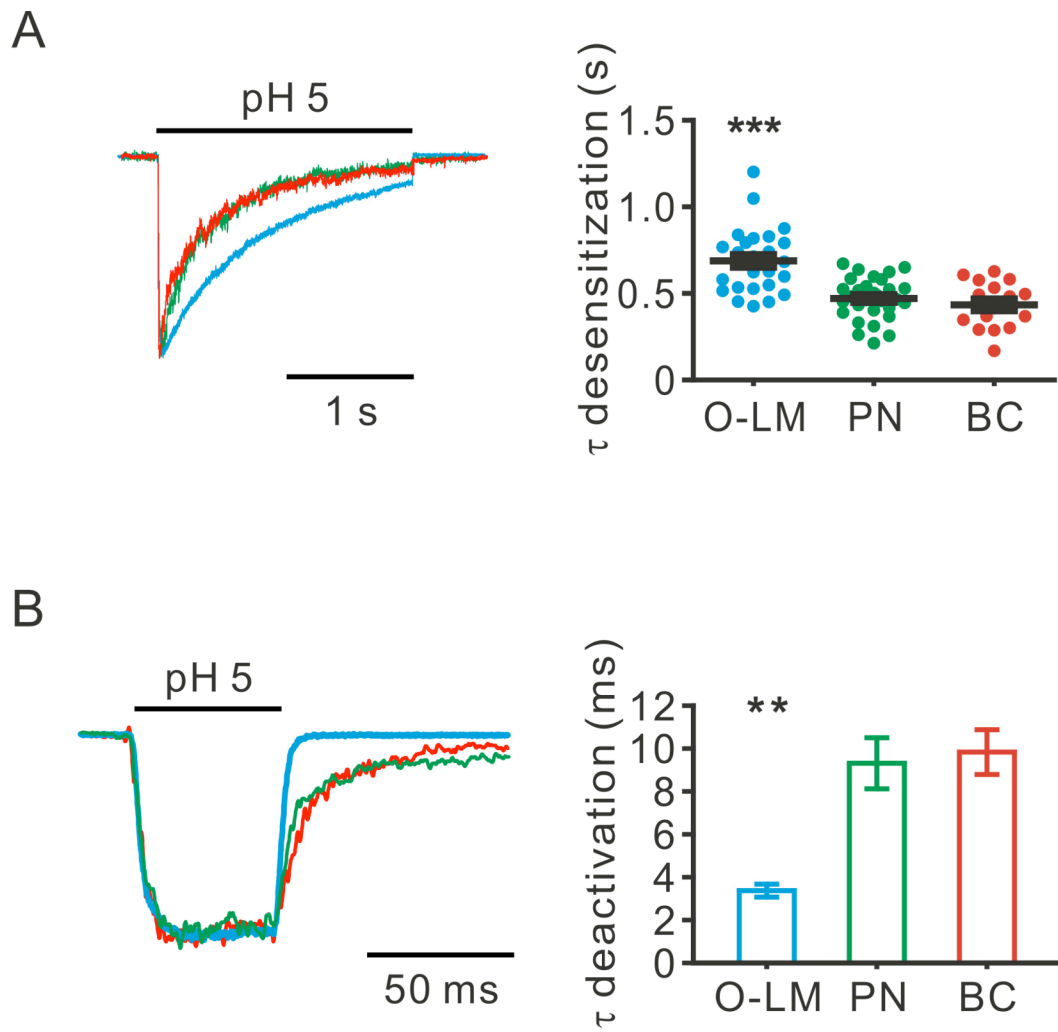 A
pH 5
1 s
τ desensitization (s)
1.5
1.0
0.5
0
***
O-LM PN BC
B
pH 5
50 ms
τ deactivation (ms)
12
10
8
6
4
2
0
**
O-LM PN BC